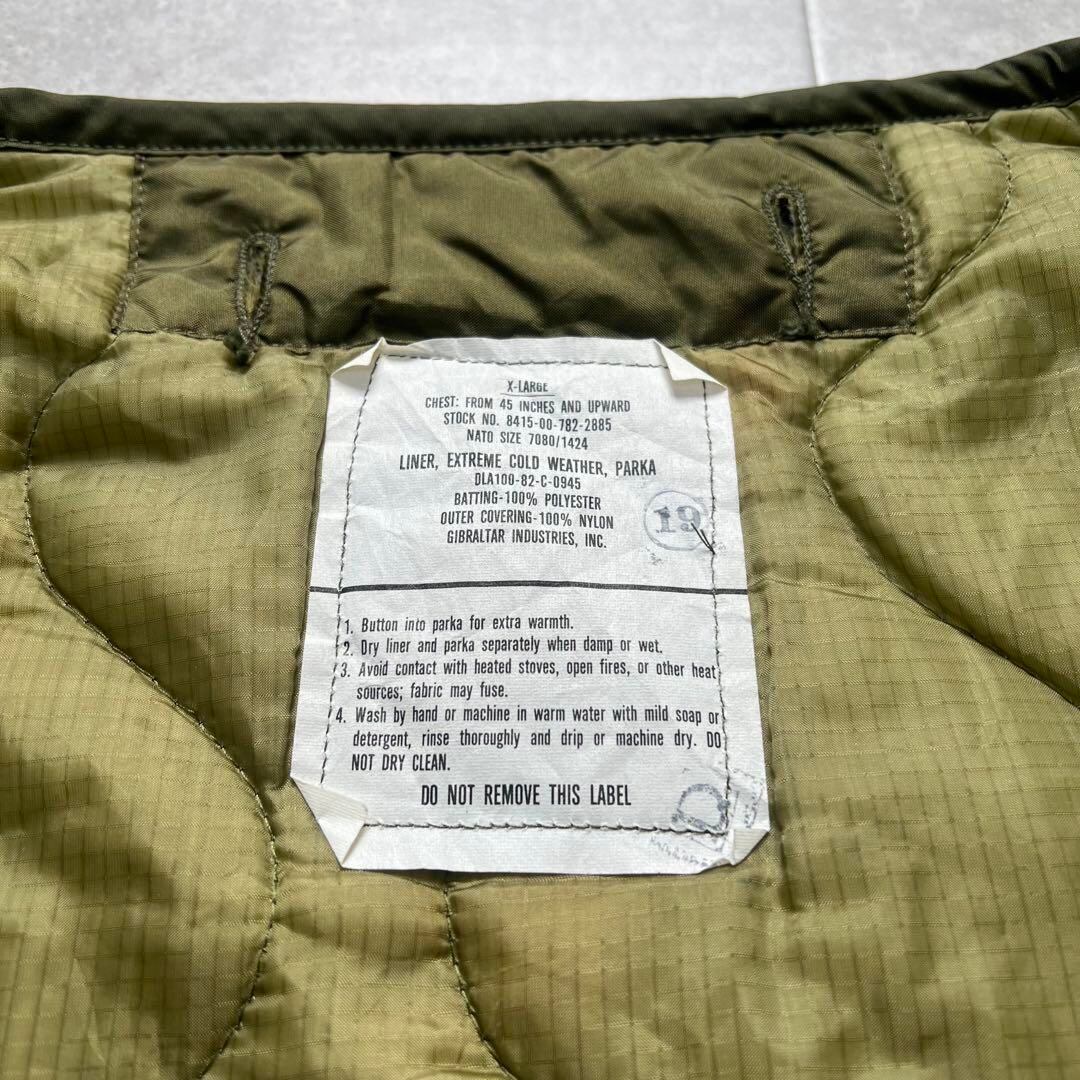 X-LARGE
CHEST: FROM 45 INCHES AND UPWARD
STOCK NO. 8415-00-782-2885
NATO SIZE 7080/1424
LINER, EXTREME COLD WEATHER, PARKA
DLA100-82-C-0945
BATTING-100% POLYESTER
OUTER COVERING-100% NYLON
GIBRALTAR INDUSTRIES, INC.
19
1. Button into parka for extra warmth.
2. Dry liner and parka separately when damp or wet.
3. Avoid contact with heated stoves, open fires, or other heat
sources; fabric may fuse.
4. Wash by hand or machine in warm water with mild soap or
detergent, rinse thoroughly and drip or machine dry. DO
NOT DRY CLEAN.
DO NOT REMOVE THIS LABEL